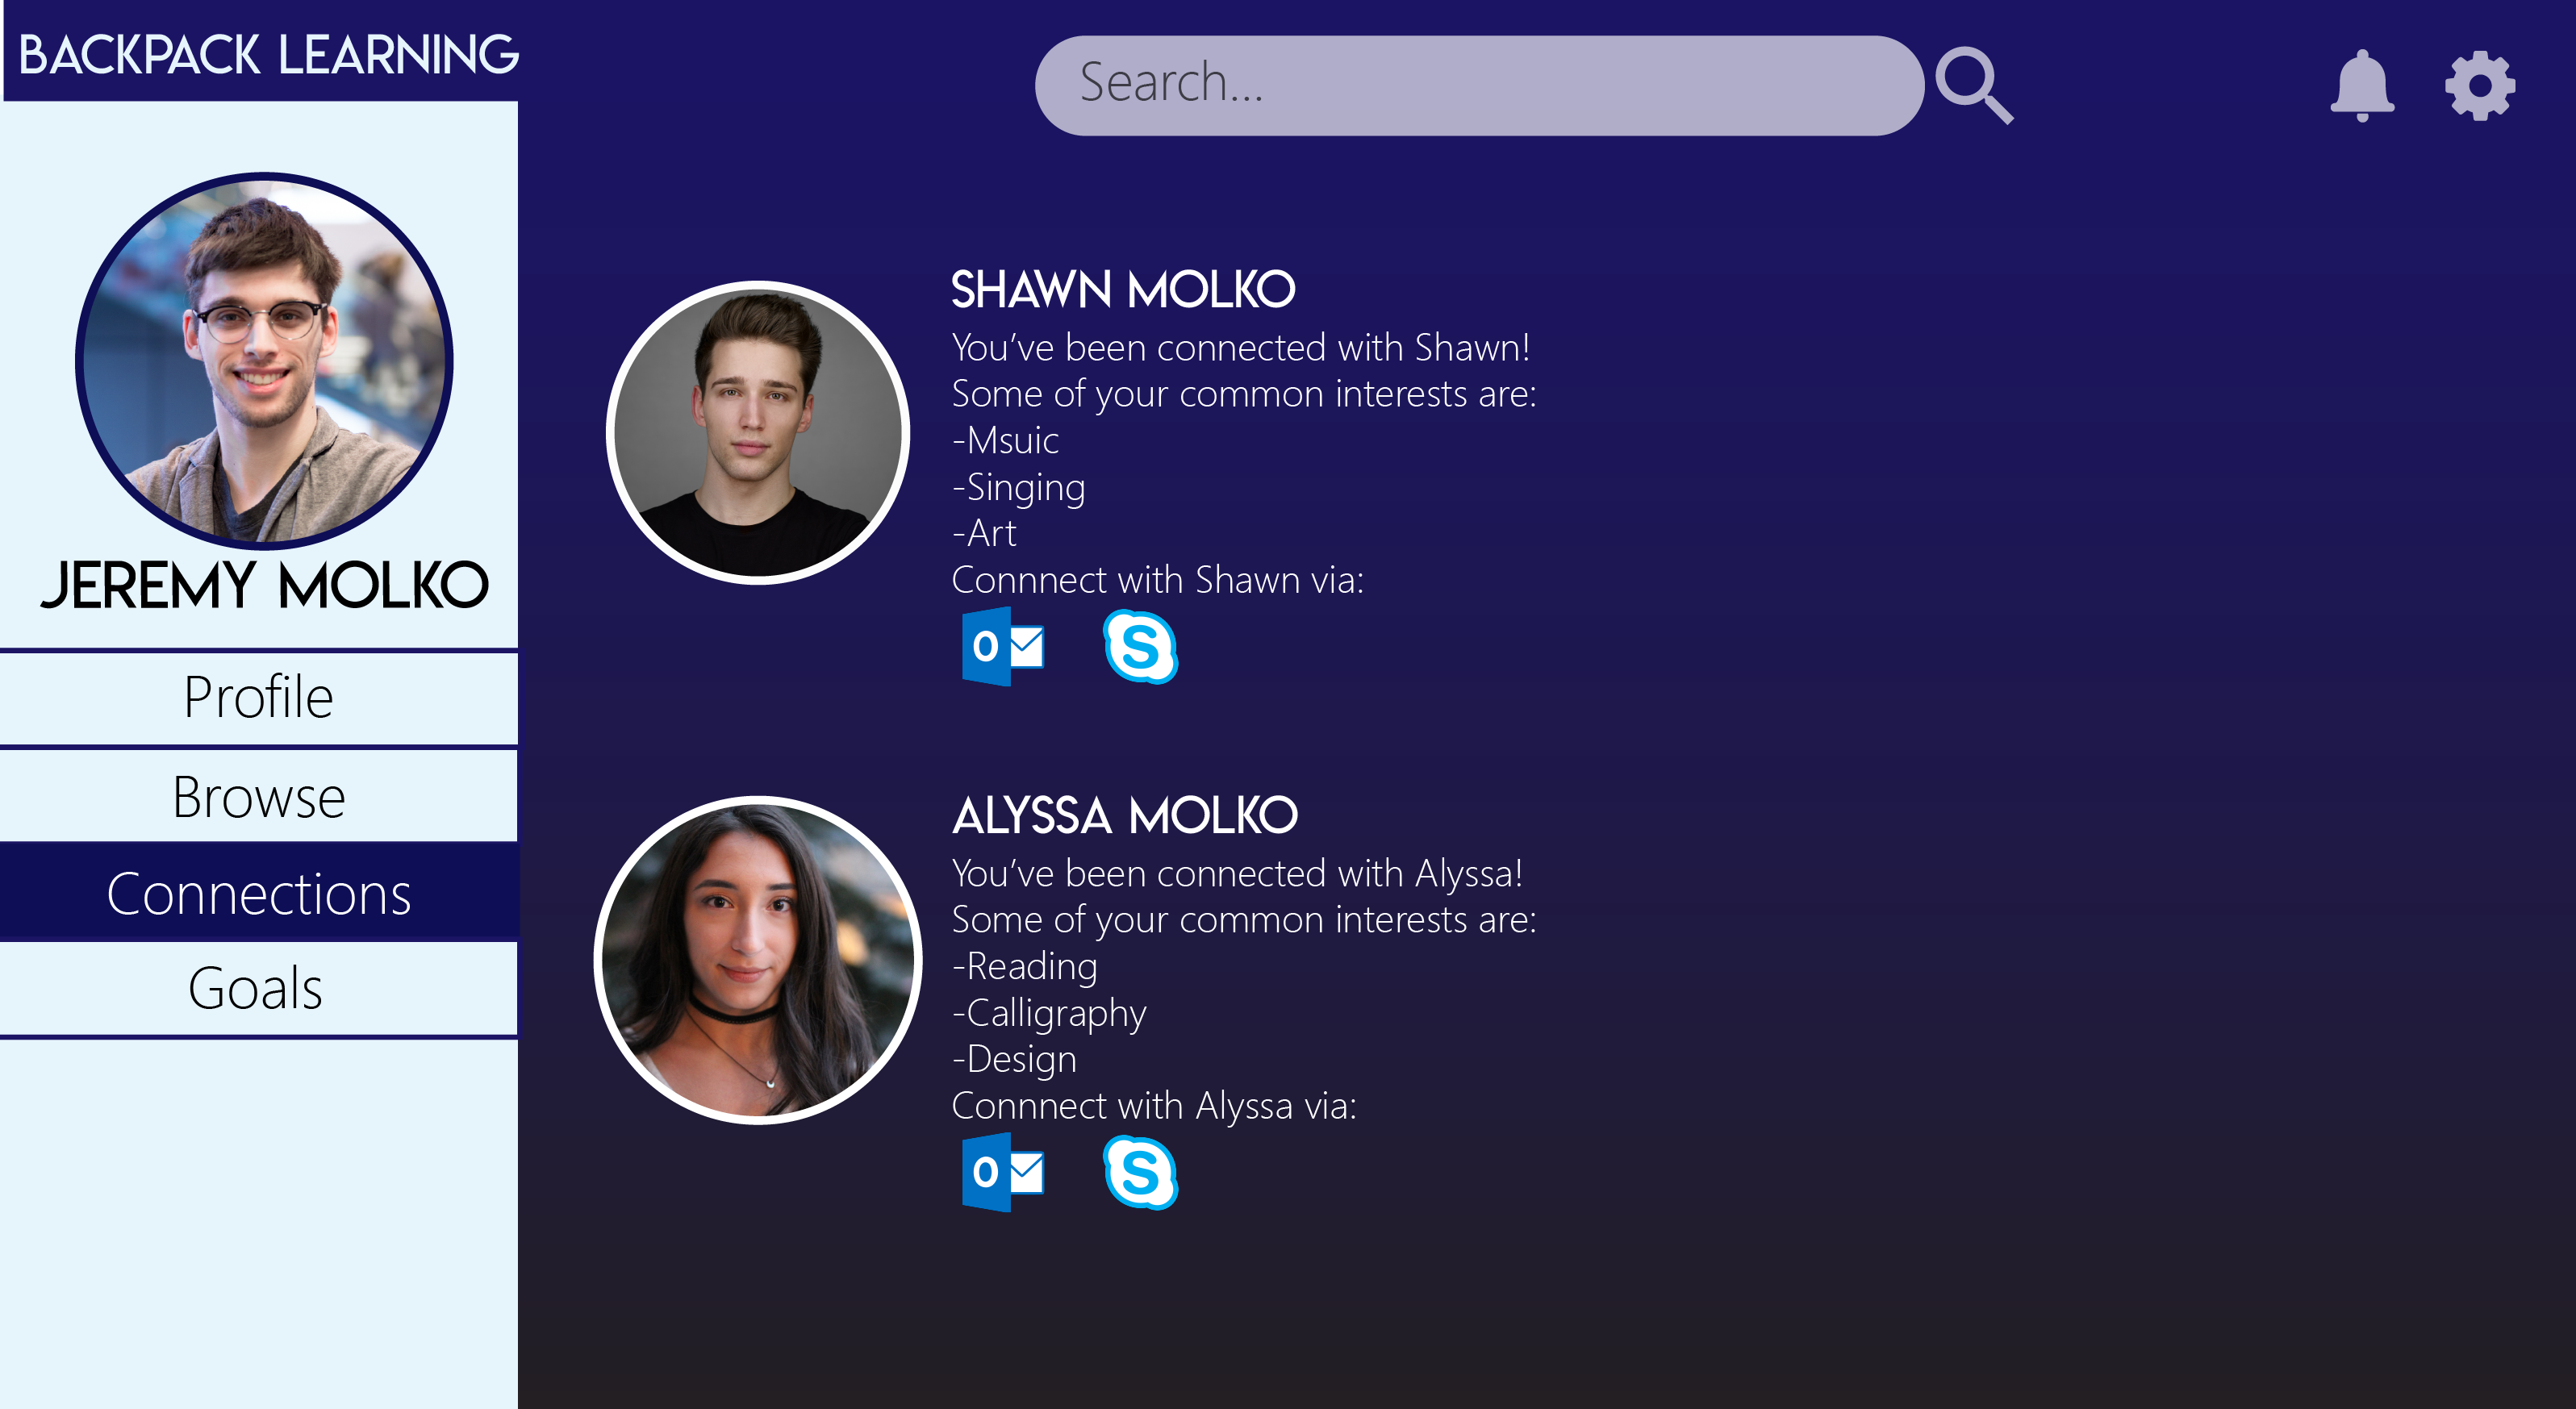 BACKPACK LEARNING
Search...
JEREMY MOLKO
Profile
Browse
Connections
Goals
SHAWN MOLKO
You’ve been connected with Shawn!
Some of your common interests are:
-Msuic
-Singing
-Art
Connnect with Shawn via:
O
S
ALYSSA MOLKO
You’ve been connected with Alyssa!
Some of your common interests are:
-Reading
-Calligraphy
-Design
Connnect with Alyssa via:
O
S